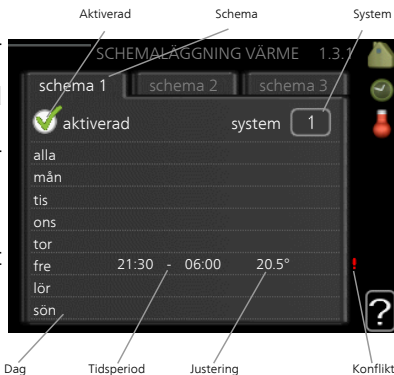 Aktiverad Schema System
SCHEMALÄGGNING VÄRME 1.3.1
schema 1 schema 2 schema 3
aktiverad system 1
alla
mån
tis
ons
tor
fre 21:30 - 06:00 20.5° !
lör
sön
?
Dag Tidsperiod Justering Konflikt